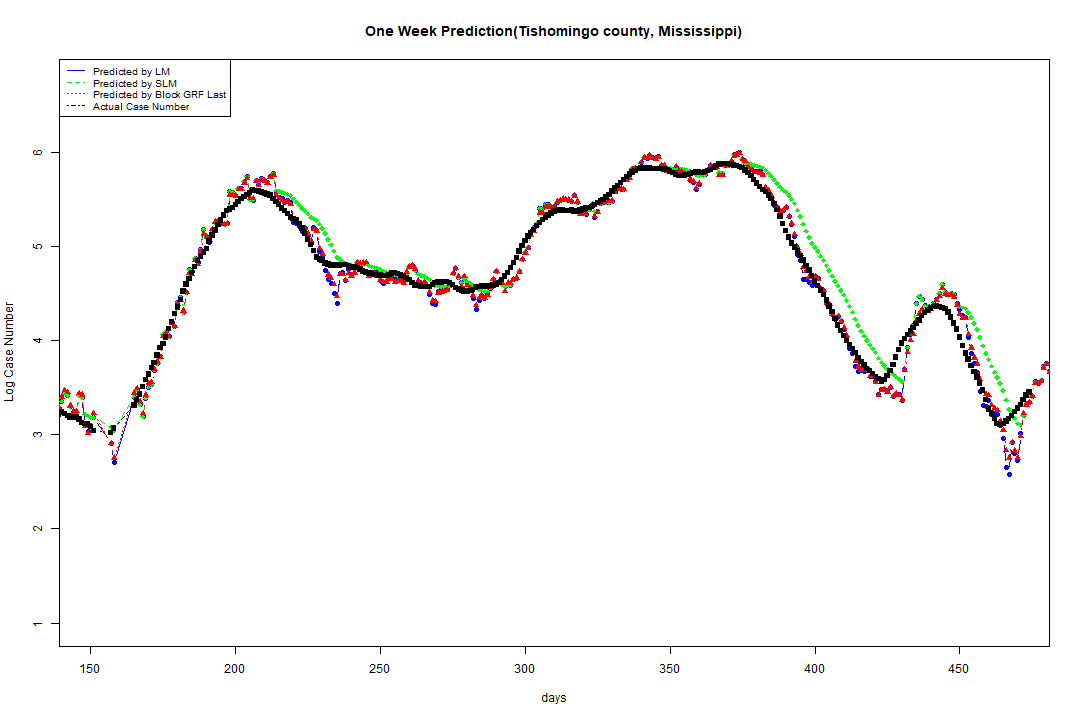 One Week Prediction(Tishomingo county, Mississippi)
Predicted by LM
Predicted by SLM
Predicted by Block GRF Last
Actual Case Number
Log Case Number
6
5
4
3
2
1
150 200 250 300 350 400 450
days